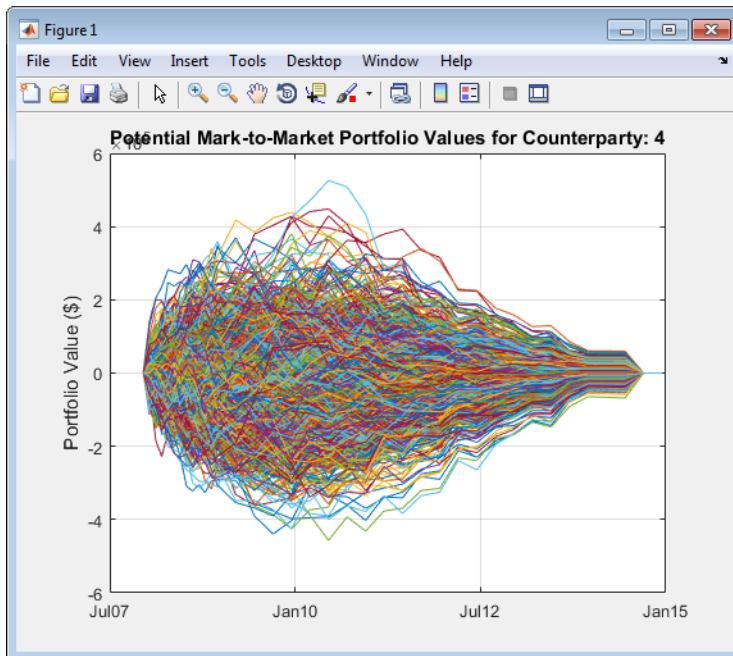 Figure 1
File Edit View Insert Tools Desktop Window Help
Potential Mark-to-Market Portfolio Values for Counterparty: 4
6
4
2
0
-2
-4
-6
Portfolio Value ($)
Jul07 Jan10 Jul12 Jan15